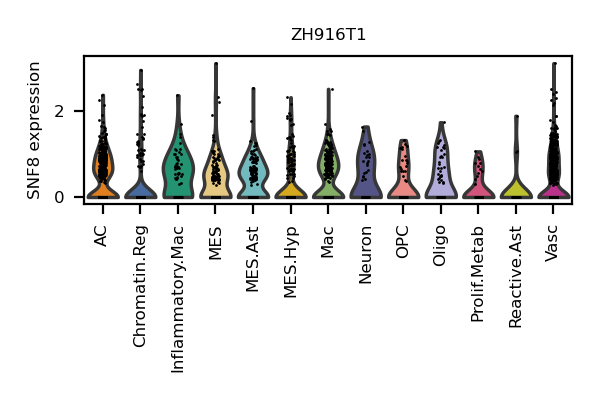 ZH916T1
SNF8 expression
2
0
AC
Chromatin.Reg
Inflammatory.Mac
MES
MES.Ast
MES.Hyp
Mac
Neuron
OPC
Oligo
Prolif.Metab
Reactive.Ast
Vasc